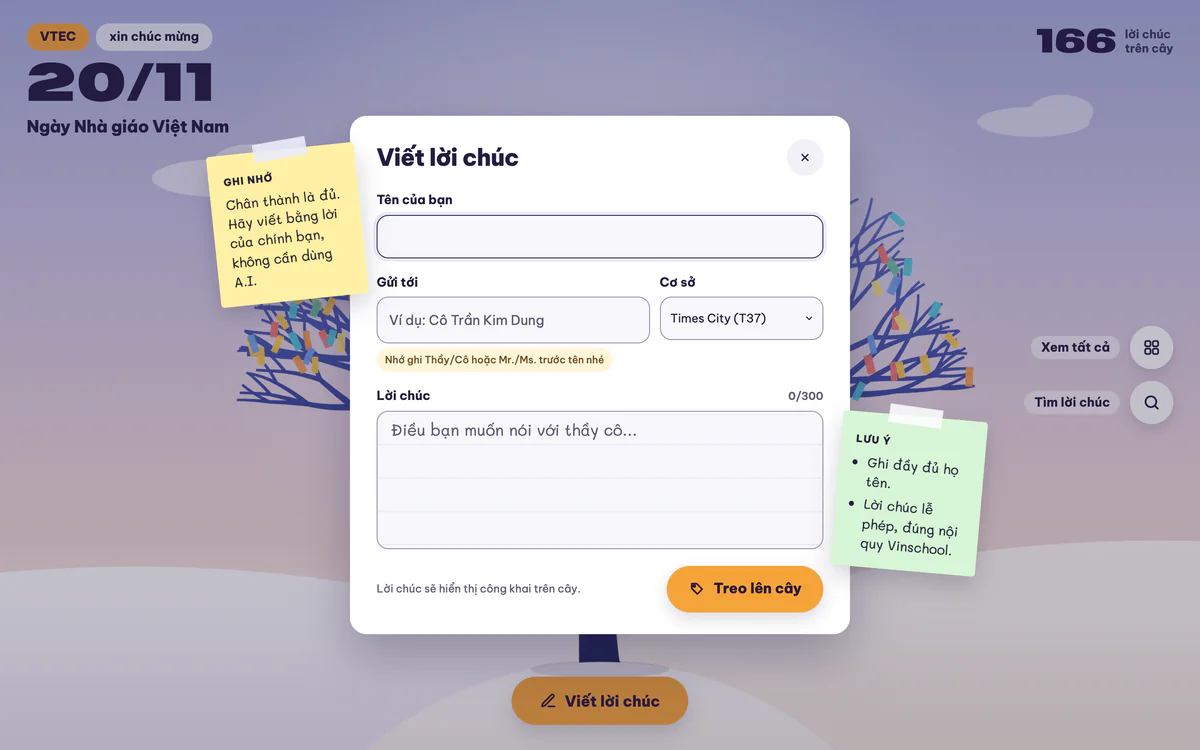 VTEC
xin chúc mừng
20/11
Ngày Nhà giáo Việt Nam
166
lời chúc
trên cây
GHI NHỚ
Chân thành là đủ.
Hãy viết bằng lời
của chính bạn,
không cần dùng
A.I.
Viết lời chúc
×
Tên của bạn
Gửi tới
Cơ sở
Ví dụ: Cô Trần Kim Dung
Times City (T37)
Nhớ ghi Thầy/Cô hoặc Mr./Ms. trước tên nhé
Lời chúc
0/300
Điều bạn muốn nói với thầy cô...
Lời chúc sẽ hiển thị công khai trên cây.
Treo lên cây
Xem tất cả
Tìm lời chúc
LƯU Ý
• Ghi đầy đủ họ
tên.
• Lời chúc lễ
phép, đúng nội
quy Vinschool.
Viết lời chúc